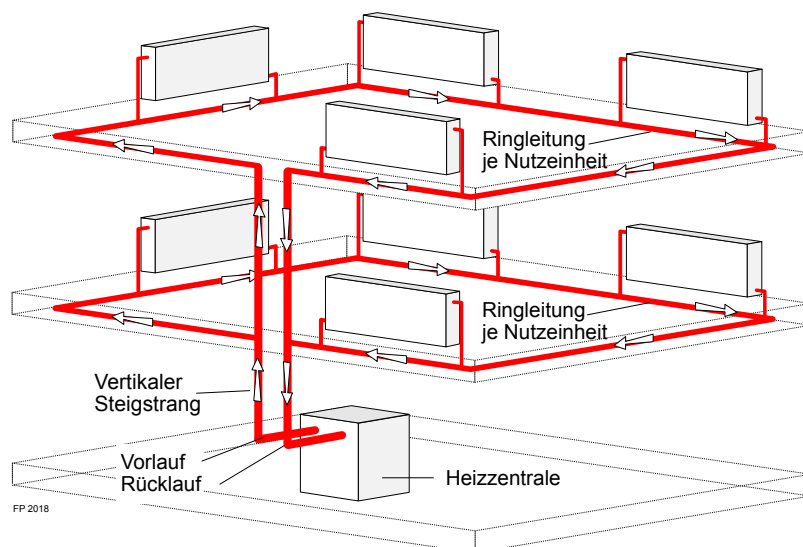 Ringleitung
je Nutzeinheit
Ringleitung
je Nutzeinheit
Vertikaler
Steigstrang
Vorlauf
Rücklauf
Heizzentrale
FP 2018